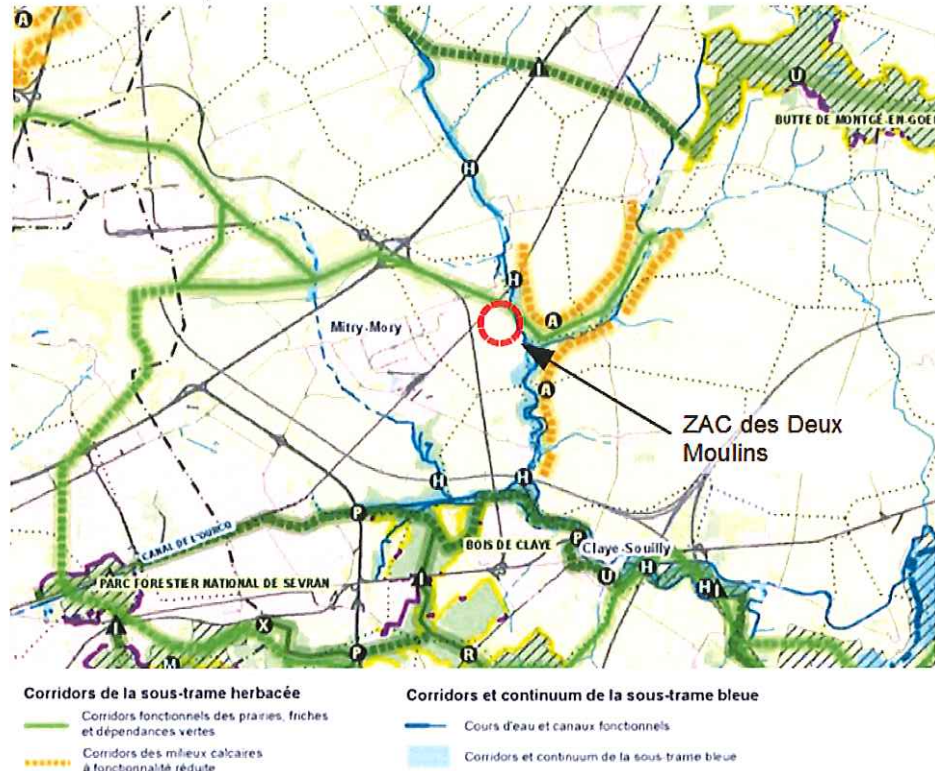 A
I
U
BUTTE DE MONTGÉ-EN-GOEL
H
H
Mitry-Mory
A
A
ZAC des Deux
Moulins
H
H
P
CANAL DE L'OURCQ
BOIS DE CLAYE
P
Claye-Souilly
PARC FORESTIER NATIONAL DE SEVRAN
I
U
H
H
I
I
X
M
P
R
Corridors de la sous-trame herbacée
Corridors fonctionnels des prairies, friches
et dépendances vertes
Corridors des milieux calcaires
à fonctionnalité réduite
Corridors et continuum de la sous-trame bleue
Cours d'eau et canaux fonctionnels
Corridors et continuum de la sous-trame bleue